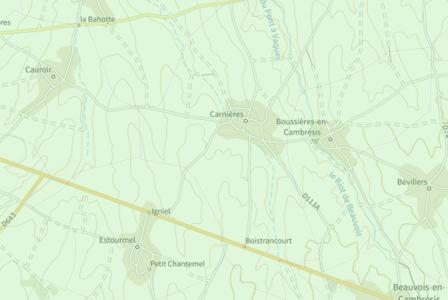 du Pont à Vaques
la Bahotte
Cauroir
Carnières
Boussières-en-
Cambrésis
Bévillers
le Riot de Beauvois
D113A
D643
Igniel
Estourmel
Boistrancourt
Petit Chantemel
Beauvois-en-
Cambrésis